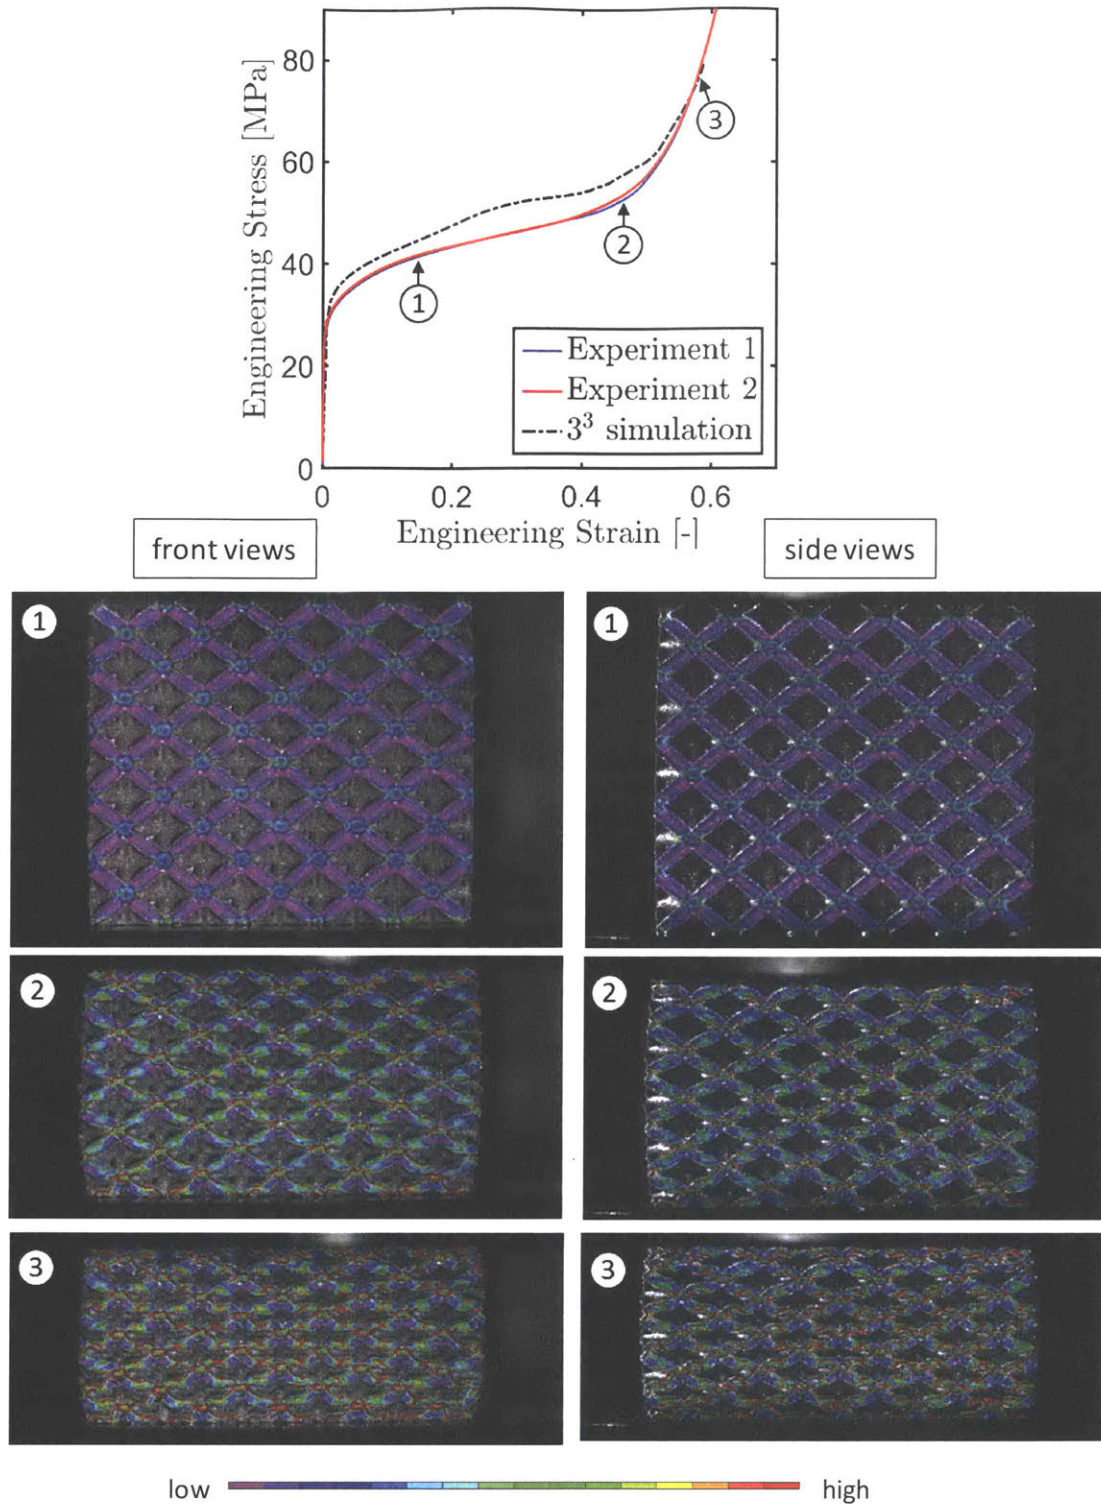 80
60
40
20
0
0
0.2
0.4
0.6
Engineering Stress [MPa]
Engineering Strain [-]
1
2
3
Experiment 1
Experiment 2
3³ simulation
front views
side views
1
1
2
2
3
3
low
high